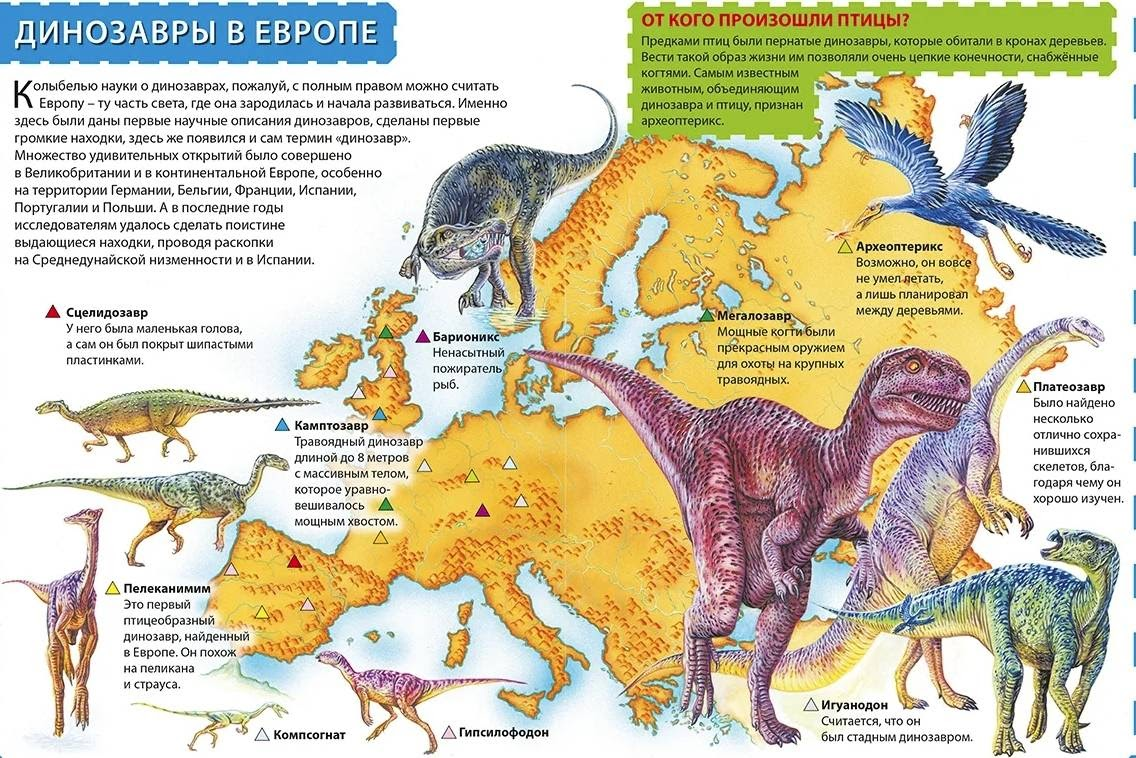 ДИНОЗАВРЫ В ЕВРОПЕ
Колыбелью науки о динозаврах, пожалуй, с полным правом можно считать
Европу – ту часть света, где она зародилась и начала развиваться. Именно
здесь были даны первые научные описания динозавров, сделаны первые
громкие находки, здесь же появился и сам термин «динозавр».
Множество удивительных открытий было совершено
в Великобритании и в континентальной Европе, особенно
на территории Германии, Бельгии, Франции, Испании,
Португалии и Польши. А в последние годы
исследователям удалось сделать поистине
выдающиеся находки, проводя раскопки
на Среднедунайской низменности и в Испании.
ОТ КОГО ПРОИЗОШЛИ ПТИЦЫ?
Предками птиц были пернатые динозавры, которые обитали в кронах деревьев.
Вести такой образ жизни им позволяли очень цепкие конечности, снабжённые
когтями. Самым известным
животным, объединяющим
динозавра и птицу, признан
археоптерикс.
Археоптерикс
Возможно, он вовсе
не умел летать,
а лишь планировал
между деревьями.
Сцелидозавр
У него была маленькая голова,
а сам он был покрыт шипастыми
пластинками.
Барионикс
Ненасытный
пожиратель
рыб.
Мегалозавр
Мощные когти были
прекрасным оружием
для охоты на крупных
травоядных.
Платеозавр
Было найдено
несколько
отлично сохра-
нившихся
скелетов, бла-
годаря чему он
хорошо изучен.
Камптозавр
Травоядный динозавр
длиной до 8 метров
с массивным телом,
которое уравно-
вешивалось
мощным хвостом.
Пелеканимим
Это первый
птицеобразный
динозавр, найденный
в Европе. Он похож
на пеликана
и страуса.
Компсогнат
Гипсилофодон
Игуанодон
Считается, что он
был стадным динозавром.